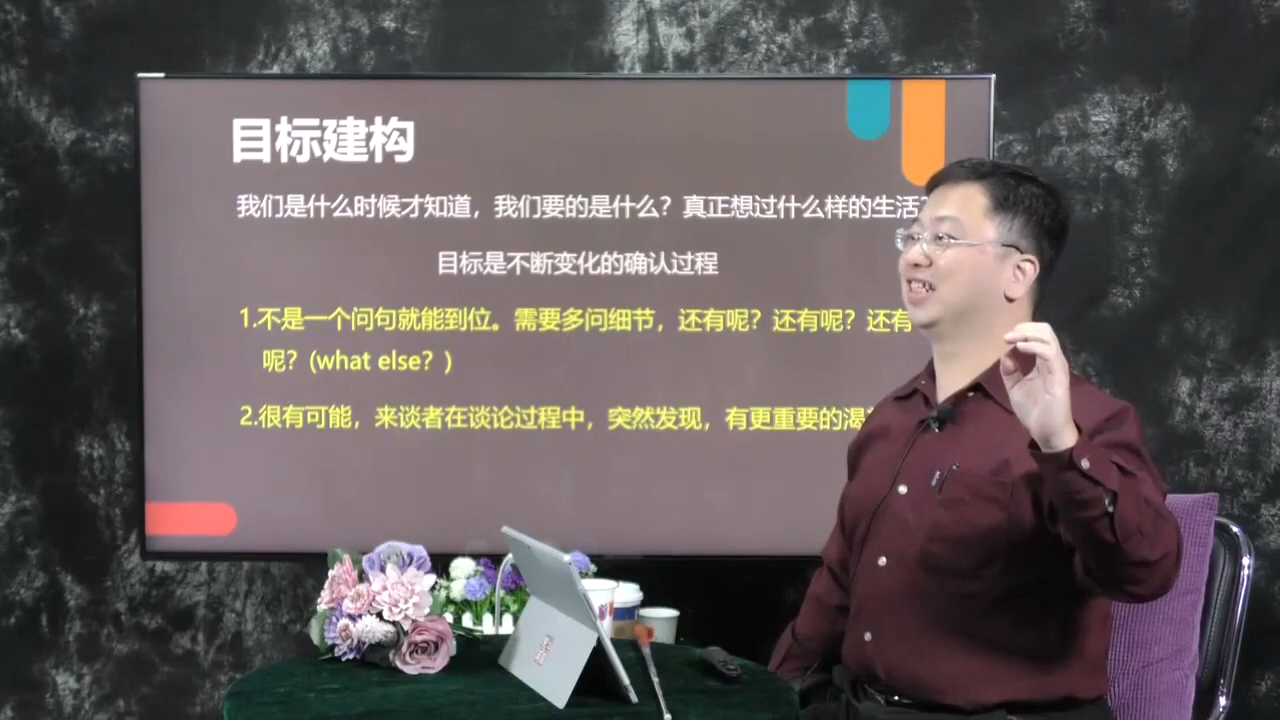 目标建构
我们是什么时候才知道，我们要的是什么？真正想过什么样的生活？
目标是不断变化的确认过程
1.不是一个问句就能到位。需要多问细节，还有呢？还有呢？还有
呢？(what else？)
2.很有可能，来谈者在谈论过程中，突然发现，有更重要的渴